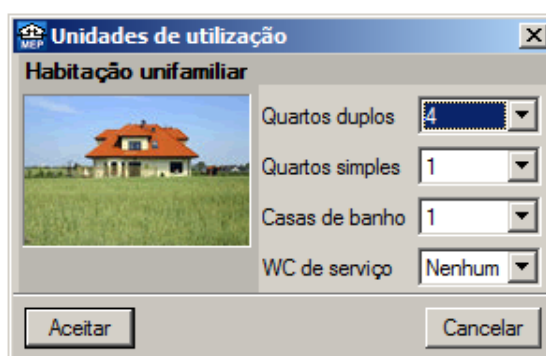 MEP Unidades de utilização
Habitação unifamiliar
Quartos duplos 4
Quartos simples 1
Casas de banho 1
WC de serviço Nenhum
Aceitar Cancelar